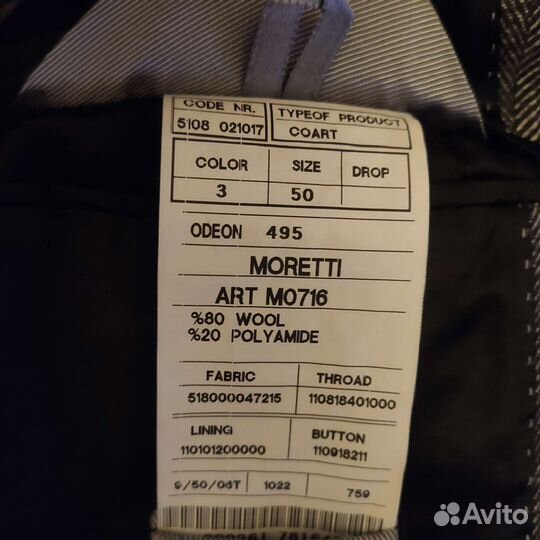 CODE NR. TYPEOF PRODUCT
5108 021017 COART
COLOR SIZE DROP
3 50
ODEON 495
MORETTI
ART M0716
%80 WOOL
%20 POLYAMIDE
FABRIC THROAD
518000047215 110818401000
LINING BUTTON
110101200000 110918211
9/50/06T 1022 759
Avito